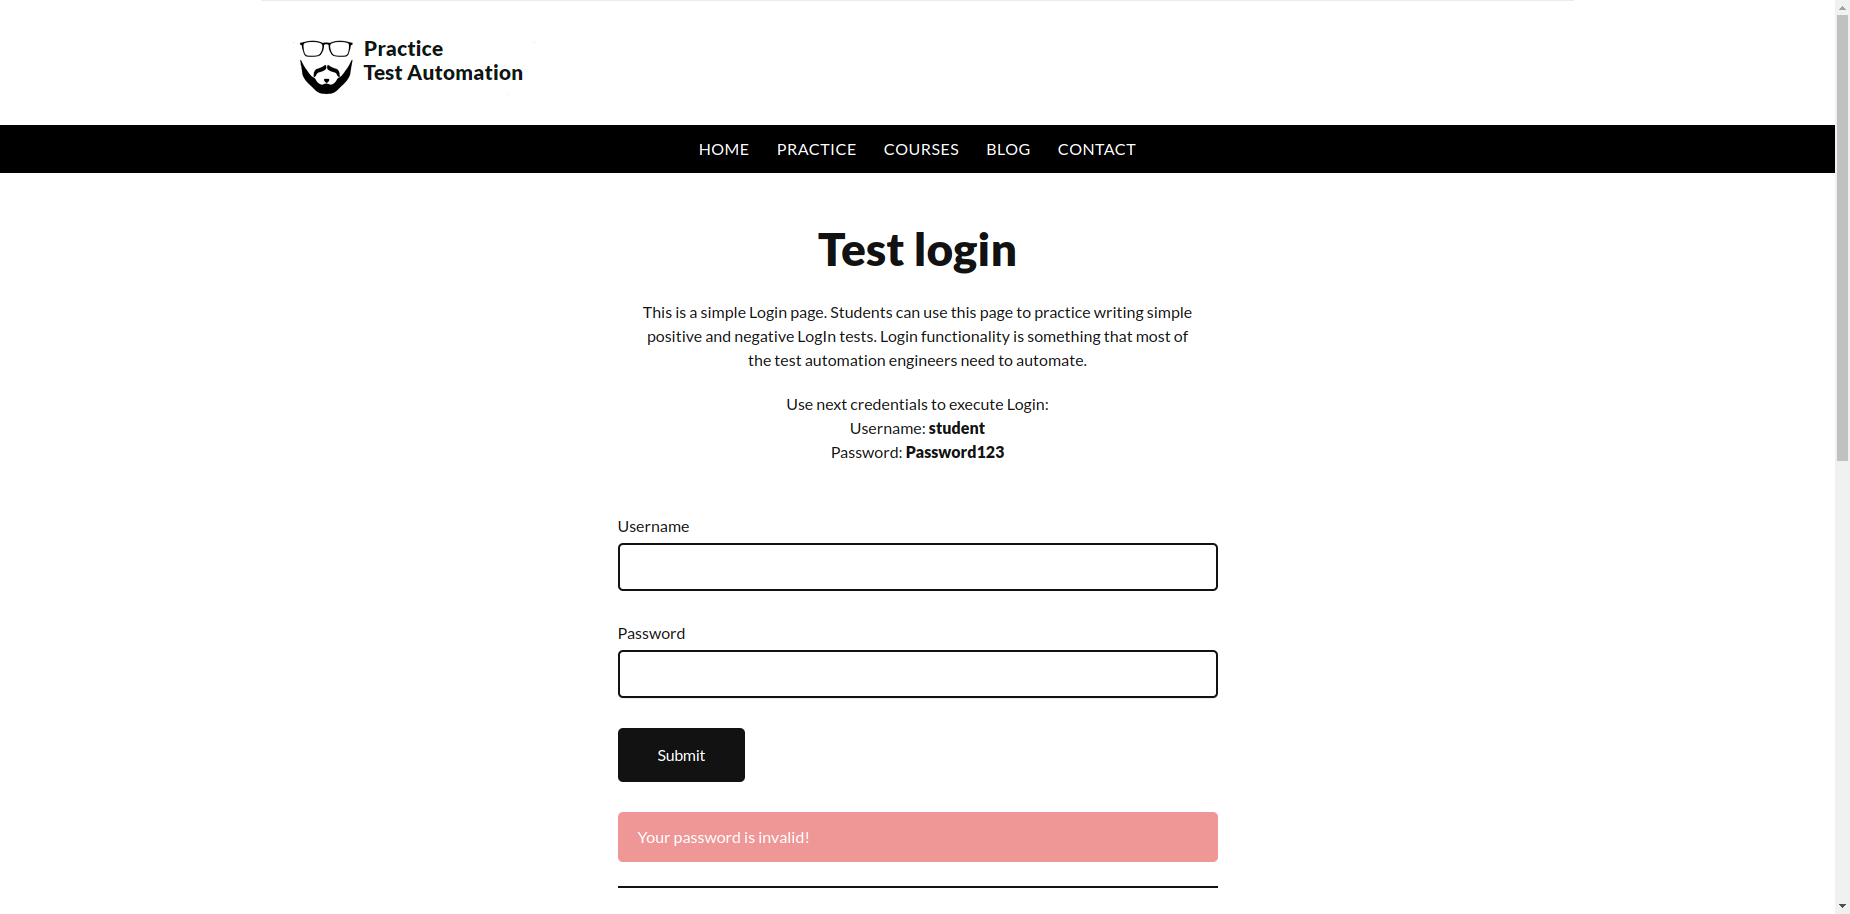 Practice
Test Automation
HOME PRACTICE COURSES BLOG CONTACT
Test login
This is a simple Login page. Students can use this page to practice writing simple
positive and negative LogIn tests. Login functionality is something that most of
the test automation engineers need to automate.
Use next credentials to execute Login:
Username: student
Password: Password123
Username
Password
Submit
Your password is invalid!